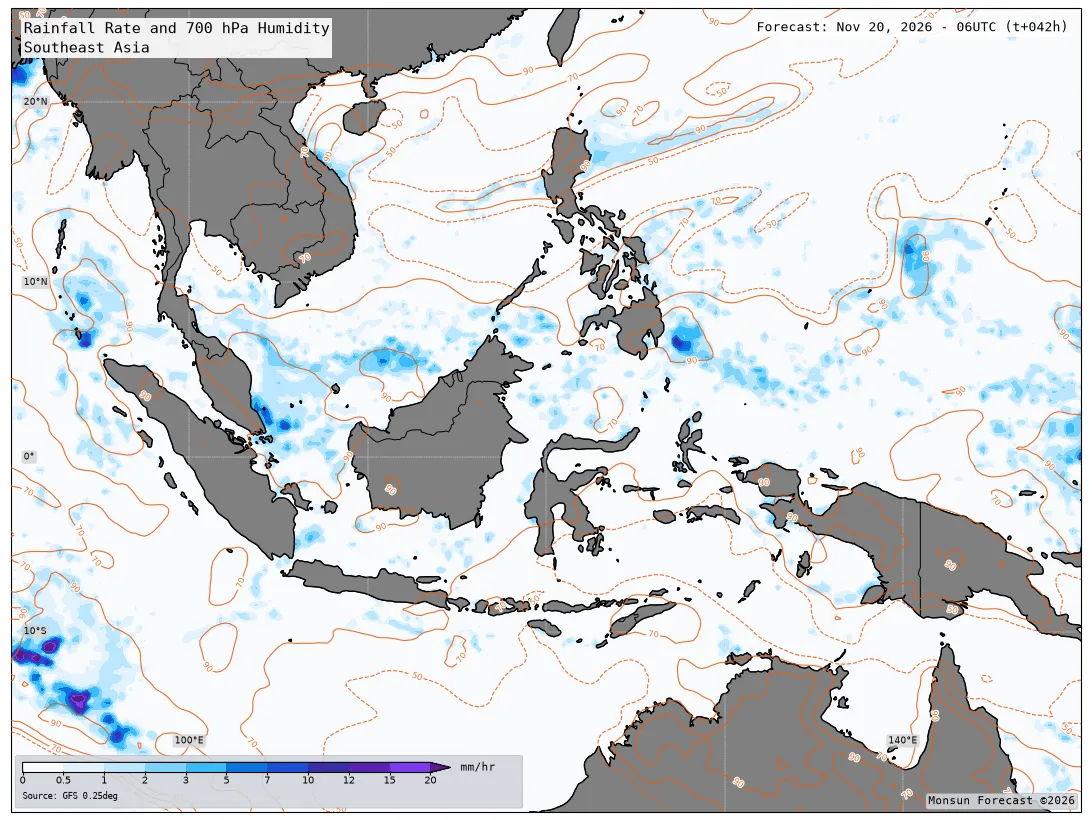 Rainfall Rate and 700 hPa Humidity
Southeast Asia
Forecast: Nov 20, 2026 - 06UTC (t+042h)
20°N
10°N
0°
10°S
100°E
140°E
0 0.5 1 2 3 5 7 10 12 15 20 mm/hr
Source: GFS 0.25deg
Monsun Forecast ©2026